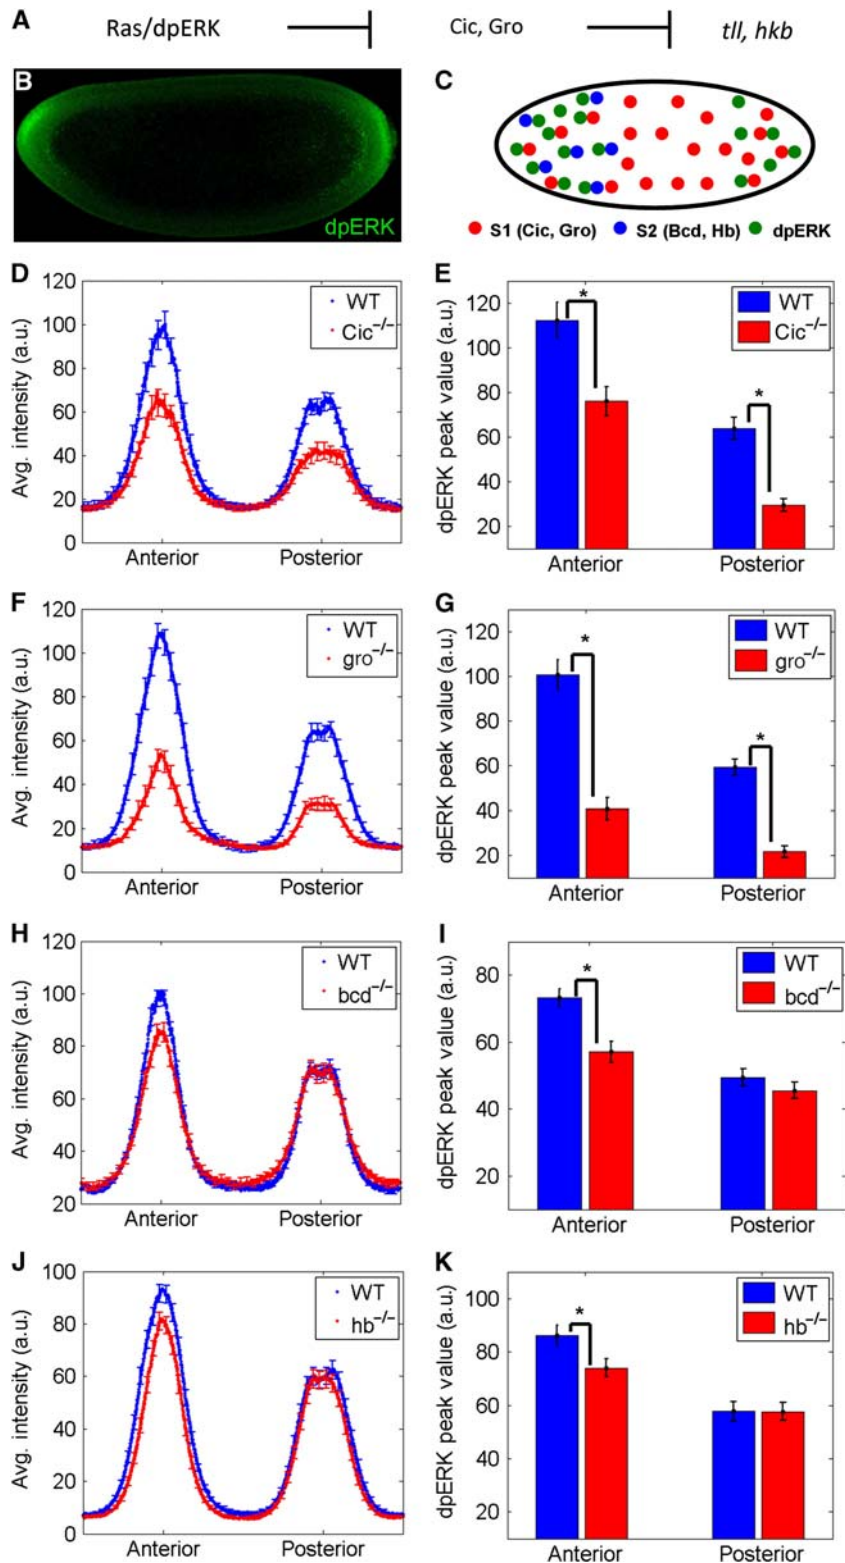 A
Ras/dpERK Cic, Gro tll, hkb
B
dpERK
C
S1 (Cic, Gro) S2 (Bcd, Hb) dpERK
D
120
100
80
60
40
20
0
Avg. intensity (a.u.)
WT
Cic−/−
Anterior Posterior
E
120
100
80
60
40
20
dpERK peak value (a.u.)
WT
Cic−/−
*
*
Anterior Posterior
F
120
100
80
60
40
20
0
Avg. intensity (a.u.)
WT
gro−/−
Anterior Posterior
G
120
100
80
60
40
20
dpERK peak value (a.u.)
WT
gro−/−
*
*
Anterior Posterior
H
120
100
80
60
40
20
Avg. intensity (a.u.)
WT
bcd−/−
Anterior Posterior
I
80
60
40
20
dpERK peak value (a.u.)
WT
bcd−/−
*
Anterior Posterior
J
100
80
60
40
20
0
Avg. intensity (a.u.)
WT
hb−/−
Anterior Posterior
K
100
80
60
40
20
dpERK peak value (a.u.)
WT
hb−/−
*
Anterior Posterior